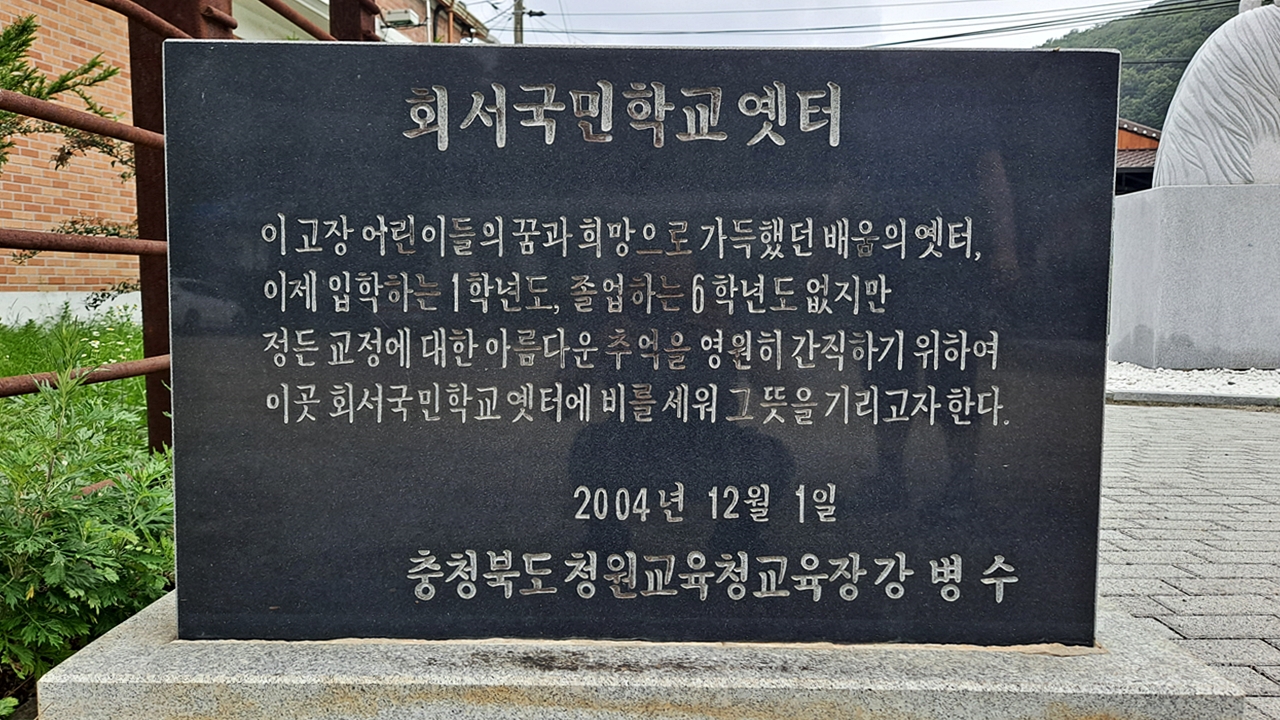 회서국민학교 옛터
이 고장 어린이들의 꿈과 희망으로 가득했던 배움의 옛터,
이제 입학하는 1학년도, 졸업하는 6학년도 없지만
정든 교정에 대한 아름다운 추억을 영원히 간직하기 위하여
이곳 회서국민학교 옛터에 비를 세워 그 뜻을 기리고자 한다.
2004년 12월 1일
충청북도청원교육청교육장 강 병 수